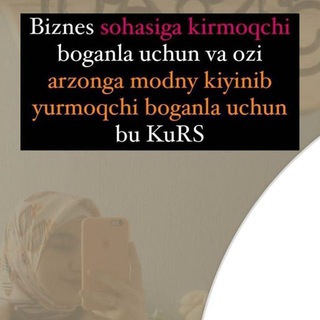 Biznes sohasiga kirmoqchi
boganla uchun va ozi
arzonga modny kiyinib
yurmoqchi boganla uchun
bu KuRS